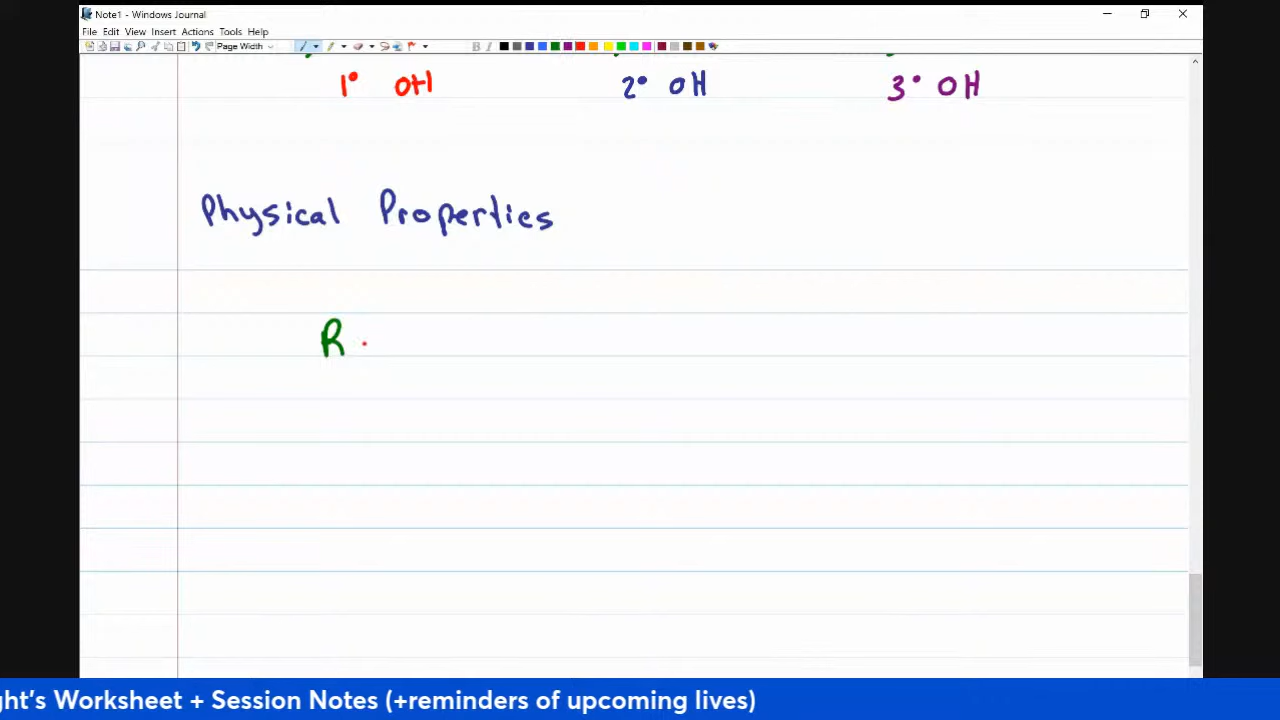 Note1 - Windows Journal
File Edit View Insert Actions Tools Help
Page Width B I
1° OH 2° OH 3° OH
Physical Properties
R
ght's Worksheet + Session Notes (+reminders of upcoming lives)